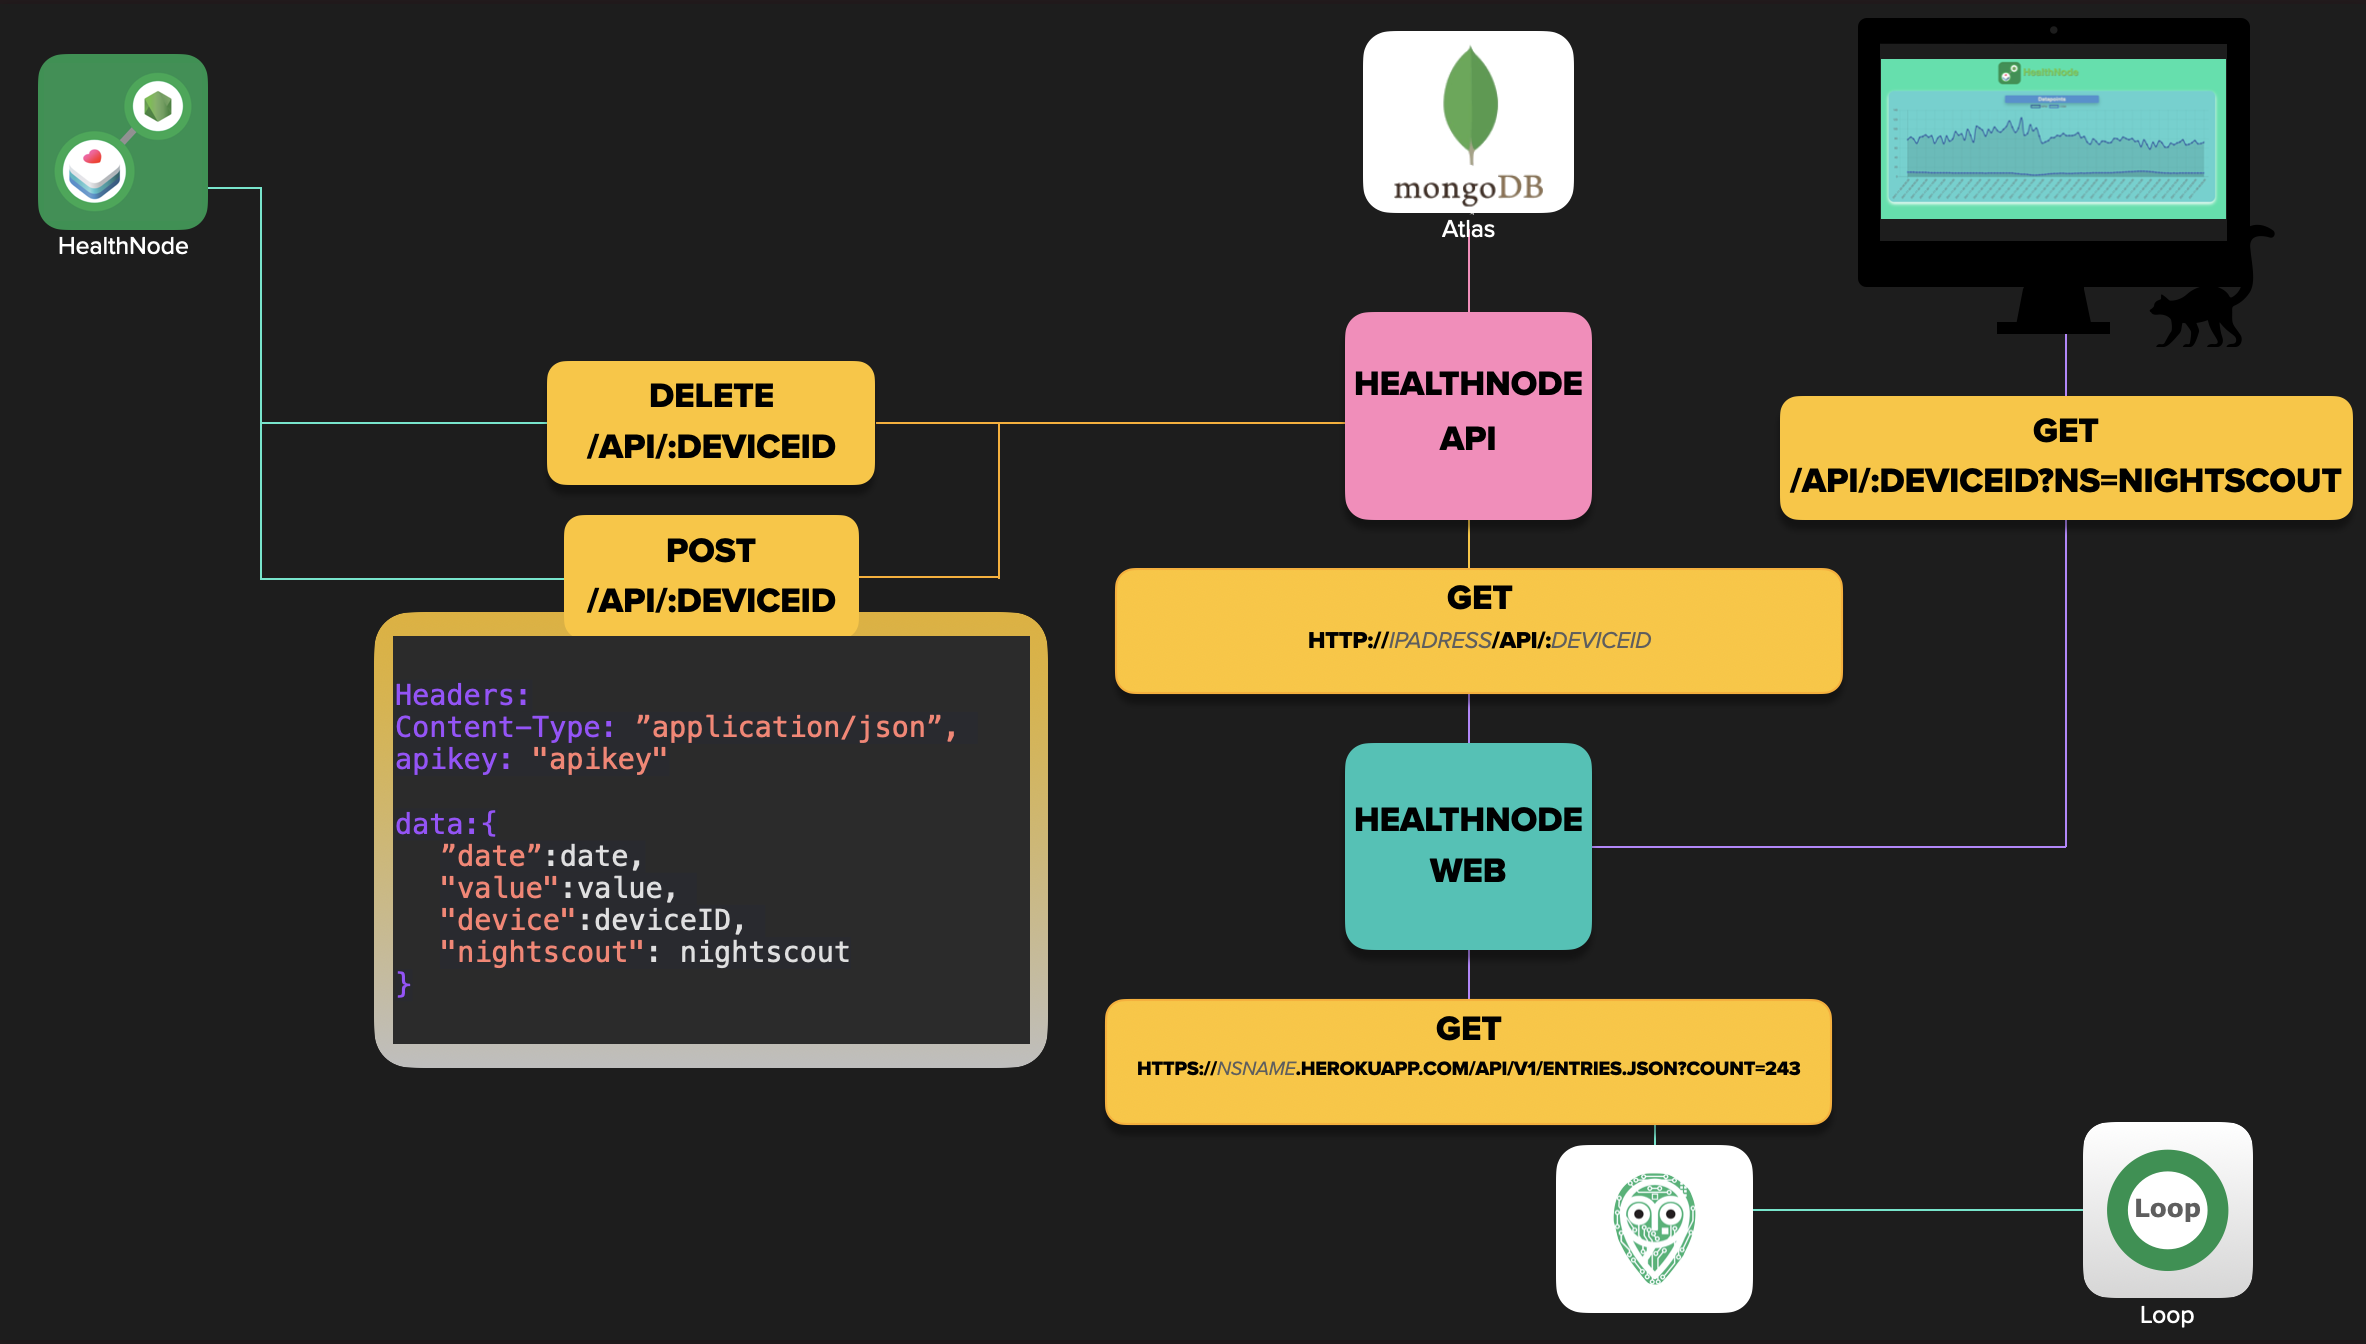 HealthNode
mongoDB
Atlas
HealthNode
Datapoints
DELETE
/API/:DEVICEID
POST
/API/:DEVICEID
Headers:
Content-Type: ”application/json”,
apikey: "apikey"
data:{
”date”:date,
"value":value,
"device":deviceID,
"nightscout": nightscout
}
HEALTHNODE
API
GET
/API/:DEVICEID?NS=NIGHTSCOUT
GET
HTTP://IPADRESS/API/:DEVICEID
HEALTHNODE
WEB
GET
HTTPS://NSNAME.HEROKUAPP.COM/API/V1/ENTRIES.JSON?COUNT=243
Loop
Loop